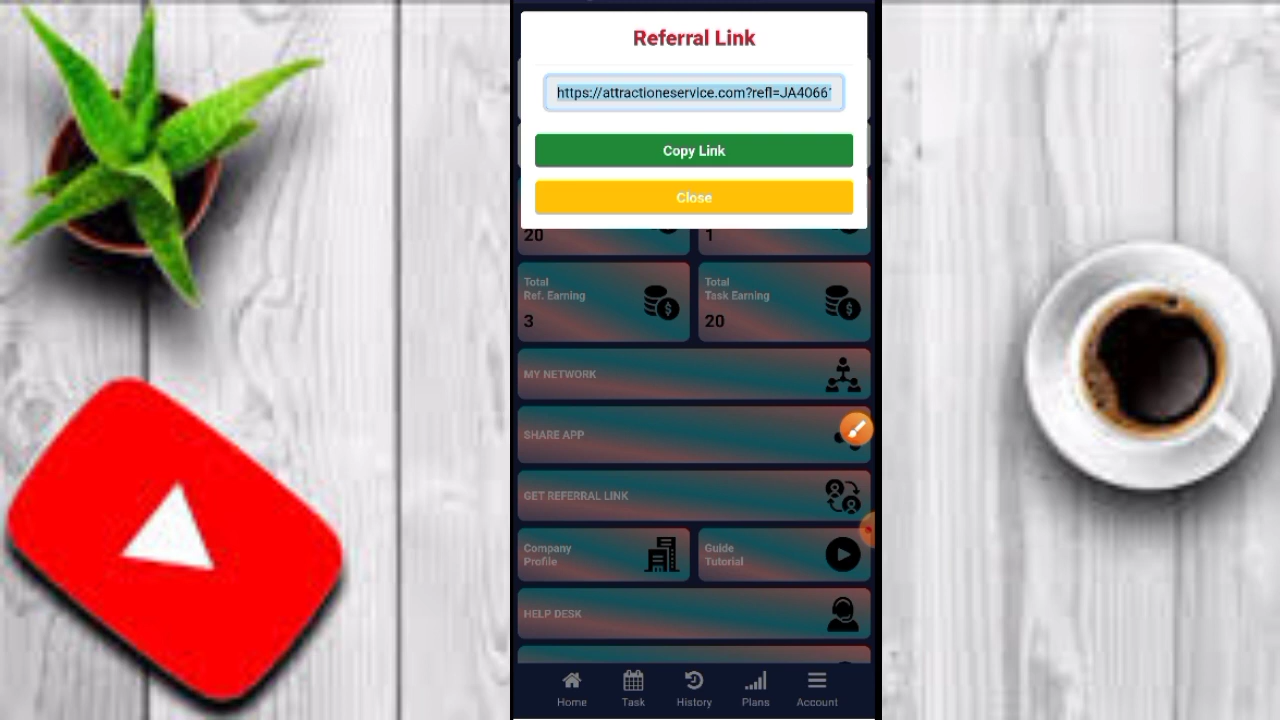 Referral Link
https://attractioneservice.com?refl=JA4066
Copy Link
Close
20
1
Total
Ref. Earning
3
Total
Task Earning
20
MY NETWORK
SHARE APP
GET REFERRAL LINK
Company
Profile
Guide
Tutorial
HELP DESK
Home
Task
History
Plans
Account